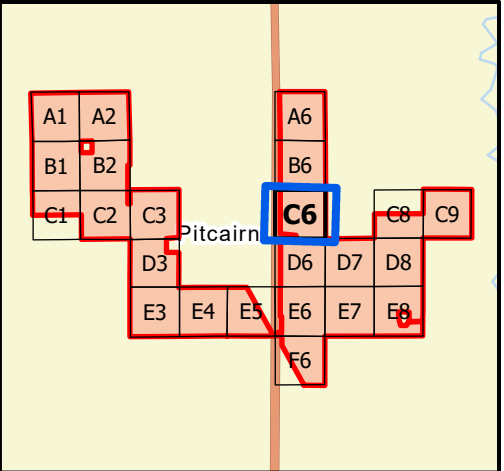 A1 A2 A6
B1 B2 B6
C1 C2 C3 C6 C8 C9
Pitcairn
D3 D6 D7 D8
E3 E4 E5 E6 E7 E8
F6